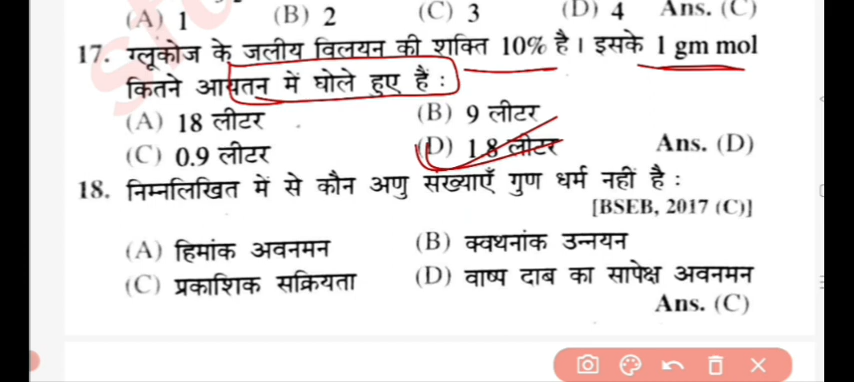 (A) 1 (B) 2 (C) 3 (D) 4 Ans. (C)
17. ग्लूकोज के जलीय विलयन की शक्ति 10% है। इसके 1 gm mol
कितने आयतन में घोले हुए हैं :
(A) 18 लीटर (B) 9 लीटर
(C) 0.9 लीटर (D) 1.8 लीटर Ans. (D)
18. निम्नलिखित में से कौन अणु संख्याएँ गुण धर्म नहीं है :
[BSEB, 2017 (C)]
(A) हिमांक अवनमन (B) क्वथनांक उन्नयन
(C) प्रकाशिक सक्रियता (D) वाष्प दाब का सापेक्ष अवनमन
Ans. (C)